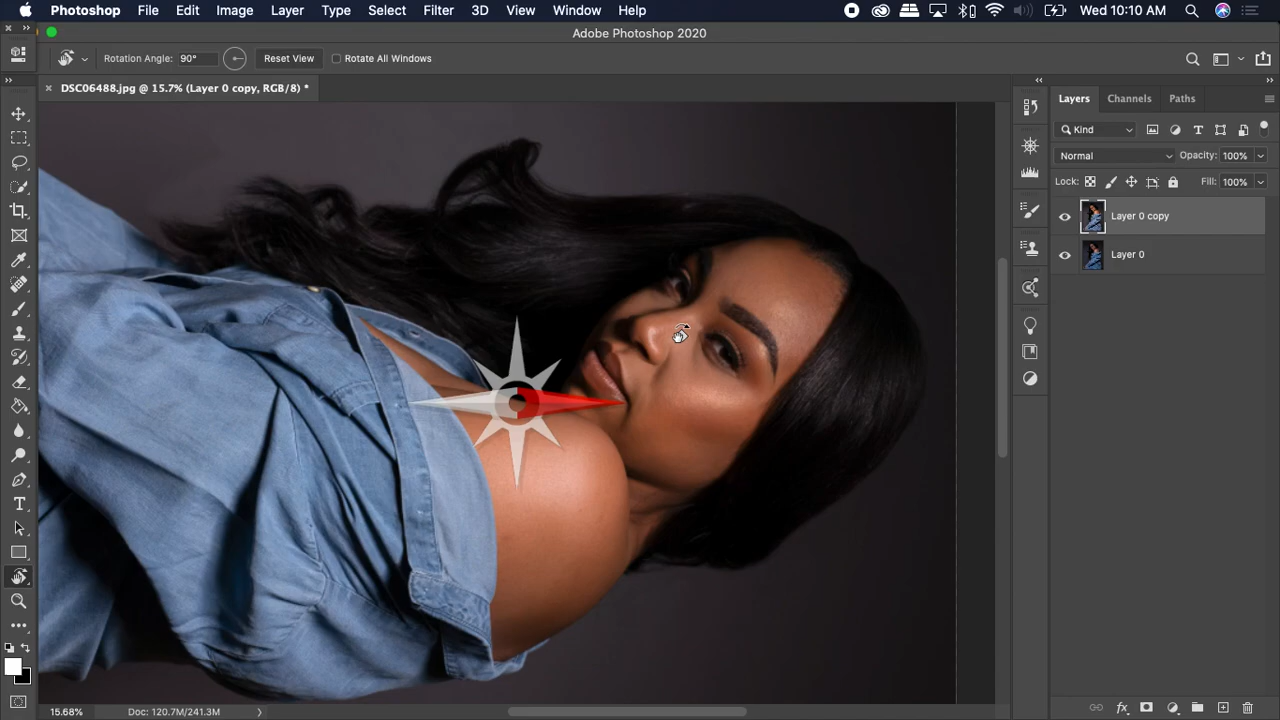 Photoshop File Edit Image Layer Type Select Filter 3D View Window Help Wed 10:10 AM
Adobe Photoshop 2020
Rotation Angle: 90° Reset View Rotate All Windows
DSC06488.jpg @ 15.7% (Layer 0 copy, RGB/8) *
Layers Channels Paths
Kind
Normal Opacity: 100%
Lock: Fill: 100%
Layer 0 copy
Layer 0
15.68% Doc: 120.7M/241.3M